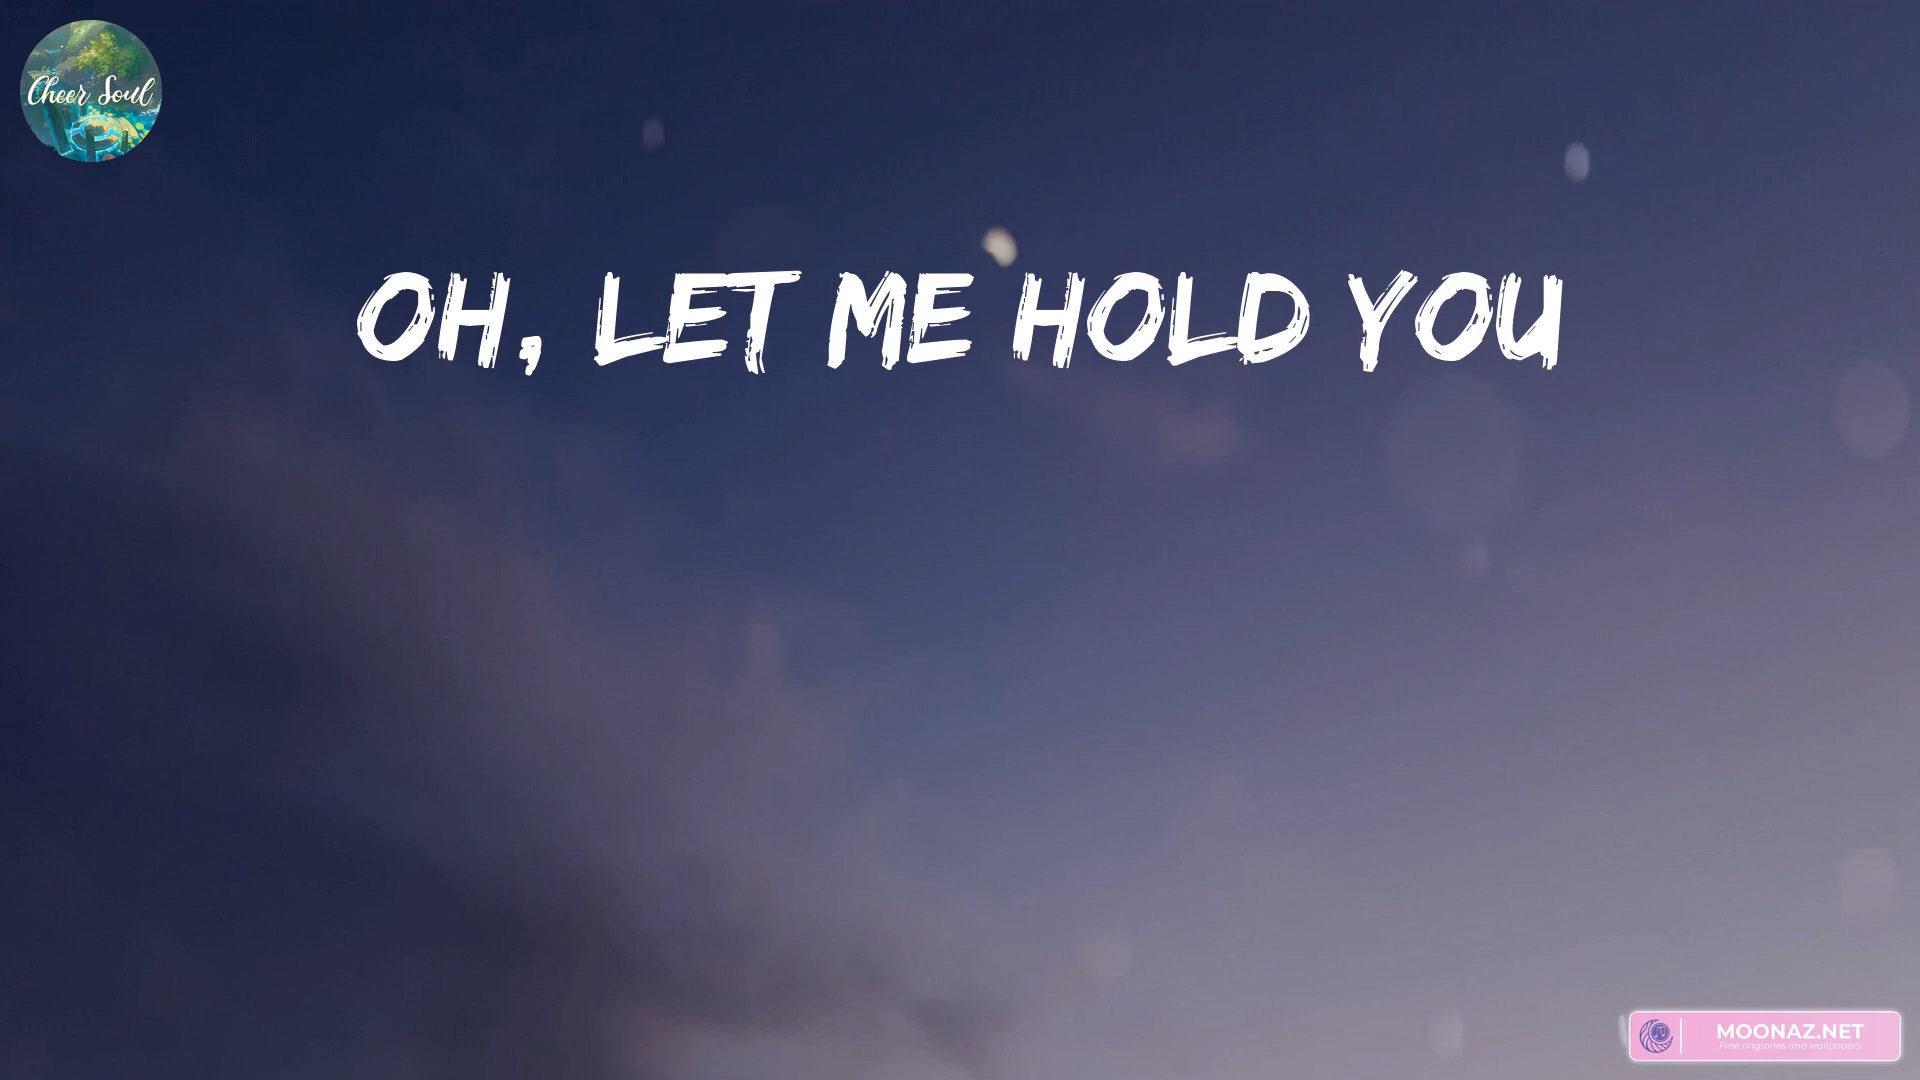 Cheer Soul
OH, LET ME HOLD YOU
MOONAZ.NET
Free ringtones and wallpapers